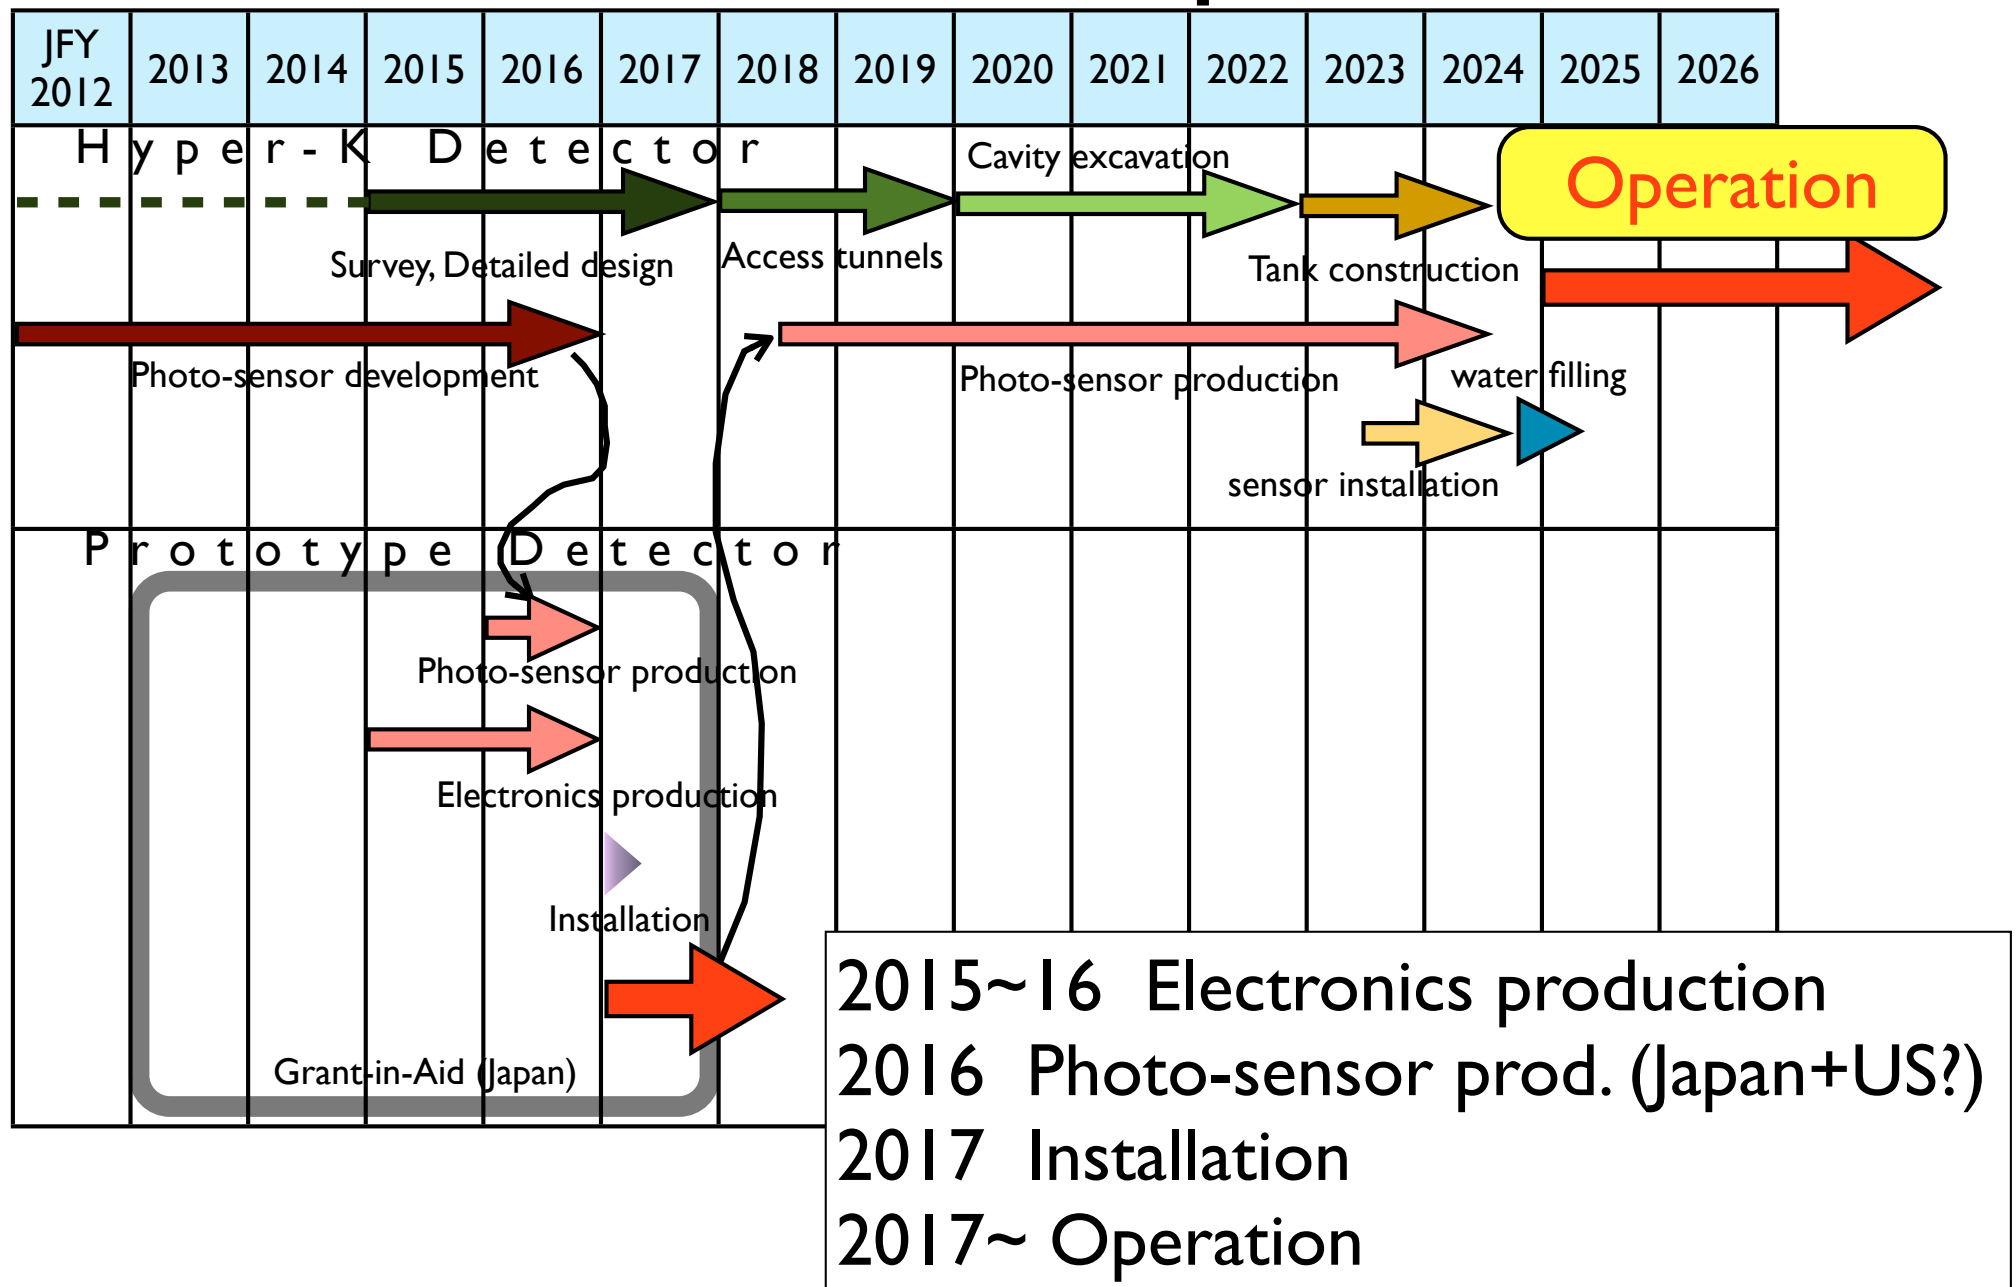 JFY 2012 2013 2014 2015 2016 2017 2018 2019 2020 2021 2022 2023 2024 2025 2026
Hyper-K Detector
Cavity excavation
Operation
Survey, Detailed design
Access tunnels
Tank construction
Photo-sensor development
Photo-sensor production
water filling
sensor installation
Prototype Detector
Photo-sensor production
Electronics production
Installation
Grant-in-Aid (Japan)
2015~16 Electronics production
2016 Photo-sensor prod. (Japan+US?)
2017 Installation
2017~ Operation